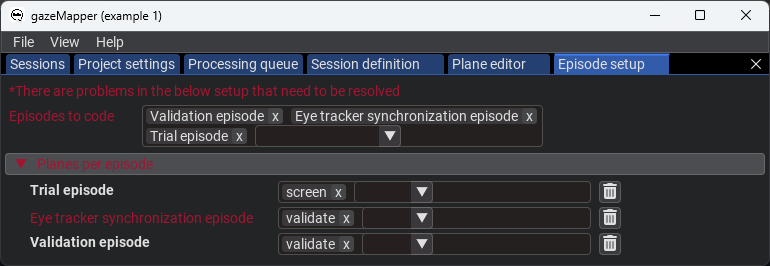 gazeMapper (example 1)
File View Help
Sessions Project settings Processing queue Session definition Plane editor Episode setup
*There are problems in the below setup that need to be resolved
Episodes to code Validation episode x Eye tracker synchronization episode x
Trial episode x
Planes per episode
Trial episode screen x
Eye tracker synchronization episode validate x
Validation episode validate x